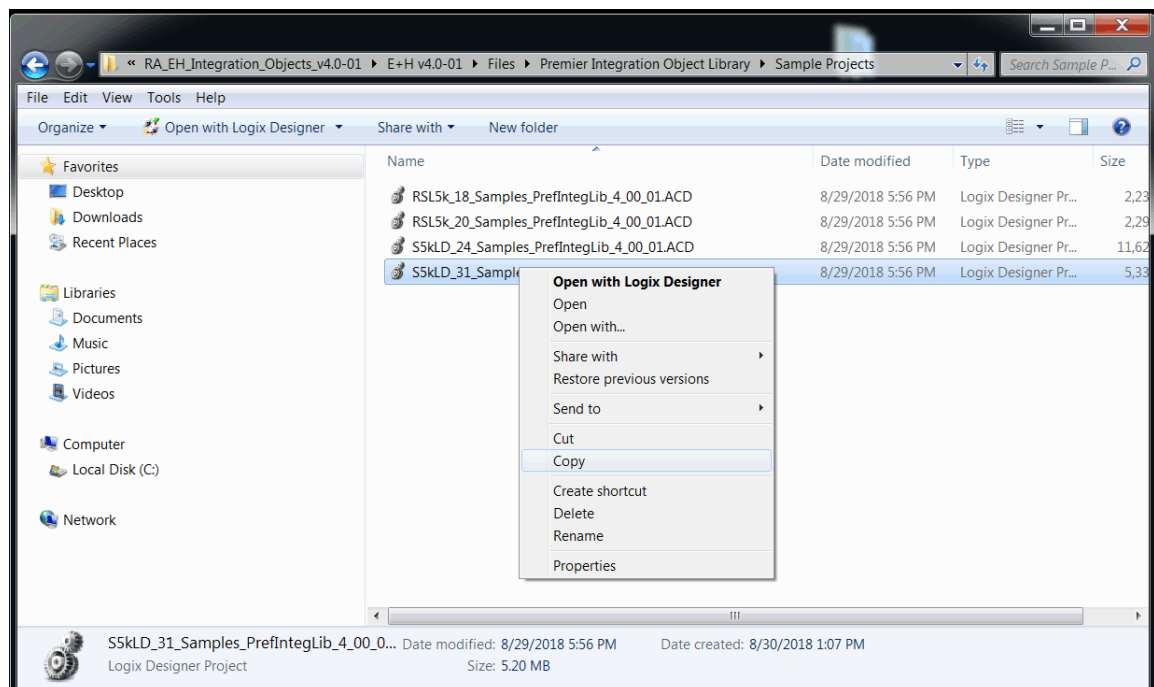 « RA_EH_Integration_Objects_v4.0-01 ▸ E+H v4.0-01 ▸ Files ▸ Premier Integration Object Library ▸ Sample Projects
Search Sample P...
File Edit View Tools Help
Organize Open with Logix Designer Share with New folder
Name Date modified Type Size
Favorites
Desktop
Downloads
Recent Places
Libraries
Documents
Music
Pictures
Videos
Computer
Local Disk (C:)
Network
RSL5k_18_Samples_PrefIntegLib_4_00_01.ACD 8/29/2018 5:56 PM Logix Designer Pr... 2,23
RSL5k_20_Samples_PrefIntegLib_4_00_01.ACD 8/29/2018 5:56 PM Logix Designer Pr... 2,29
S5kLD_24_Samples_PrefIntegLib_4_00_01.ACD 8/29/2018 5:56 PM Logix Designer Pr... 11,62
S5kLD_31_Sample 8/29/2018 5:56 PM Logix Designer Pr... 5,33
Open with Logix Designer
Open
Open with...
Share with
Restore previous versions
Send to
Cut
Copy
Create shortcut
Delete
Rename
Properties
S5kLD_31_Samples_PrefIntegLib_4_00_0... Date modified: 8/29/2018 5:56 PM Date created: 8/30/2018 1:07 PM
Logix Designer Project Size: 5.20 MB